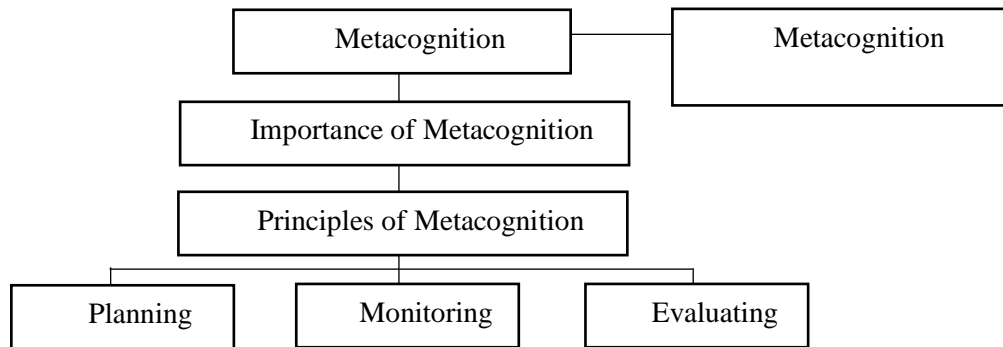 Metacognition
Metacognition
Importance of Metacognition
Principles of Metacognition
Planning
Monitoring
Evaluating